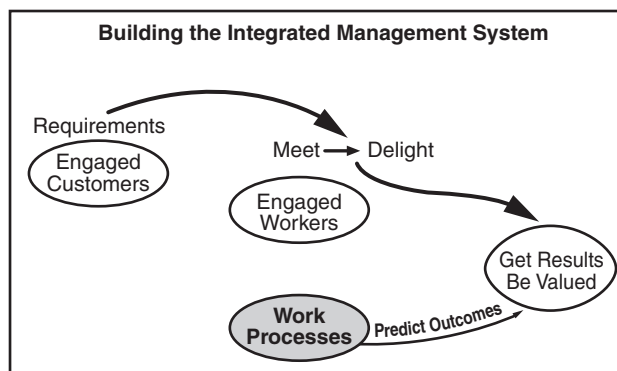 Building the Integrated Management System
Requirements
Engaged
Customers
Meet Delight
Engaged
Workers
Get Results
Be Valued
Work
Processes
Predict Outcomes